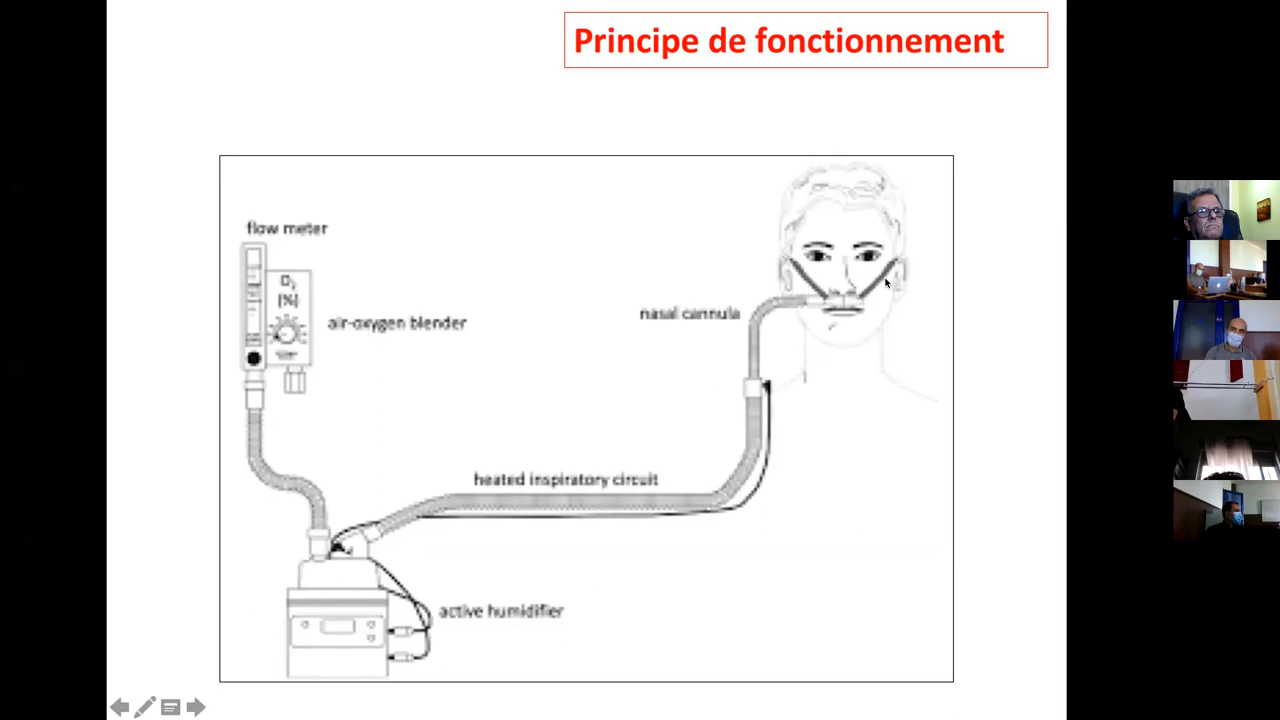 Principe de fonctionnement
flow meter
O₂
(%)
air-oxygen blender
nasal cannula
heated inspiratory circuit
active humidifier